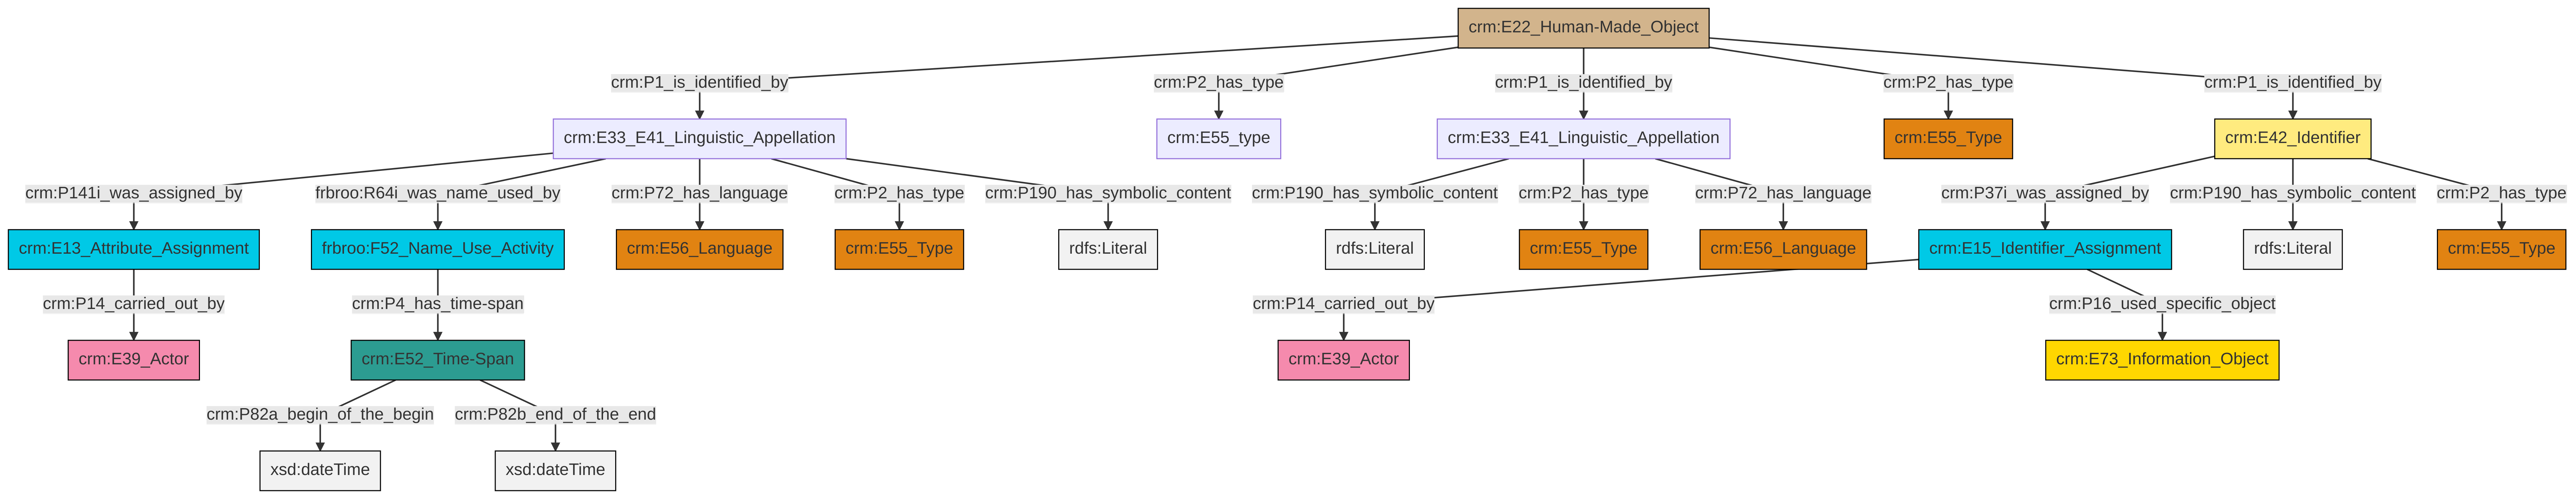 crm:E22_Human-Made_Object
crm:P1_is_identified_by
crm:P2_has_type
crm:P1_is_identified_by
crm:P2_has_type
crm:P1_is_identified_by
crm:E33_E41_Linguistic_Appellation
crm:E55_type
crm:E33_E41_Linguistic_Appellation
crm:E55_Type
crm:E42_Identifier
crm:P141i_was_assigned_by
frbroo:R64i_was_name_used_by
crm:P72_has_language
crm:P2_has_type
crm:P190_has_symbolic_content
crm:P190_has_symbolic_content
crm:P2_has_type
crm:P72_has_language
crm:P37i_was_assigned_by
crm:P190_has_symbolic_content
crm:P2_has_type
crm:E13_Attribute_Assignment
frbroo:F52_Name_Use_Activity
crm:E56_Language
crm:E55_Type
rdfs:Literal
rdfs:Literal
crm:E55_Type
crm:E56_Language
crm:E15_Identifier_Assignment
rdfs:Literal
crm:E55_Type
crm:P14_carried_out_by
crm:P4_has_time-span
crm:P14_carried_out_by
crm:P16_used_specific_object
crm:E39_Actor
crm:E52_Time-Span
crm:E39_Actor
crm:E73_Information_Object
crm:P82a_begin_of_the_begin
crm:P82b_end_of_the_end
xsd:dateTime
xsd:dateTime